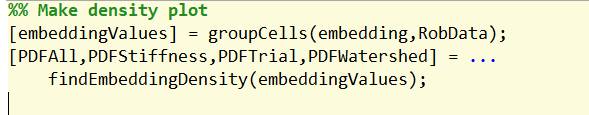 %% Make density plot
[embeddingValues] = groupCells(embedding,RobData);
[PDFAll,PDFStiffness,PDFTrial,PDFWatershed] = ...
findEmbeddingDensity(embeddingValues);